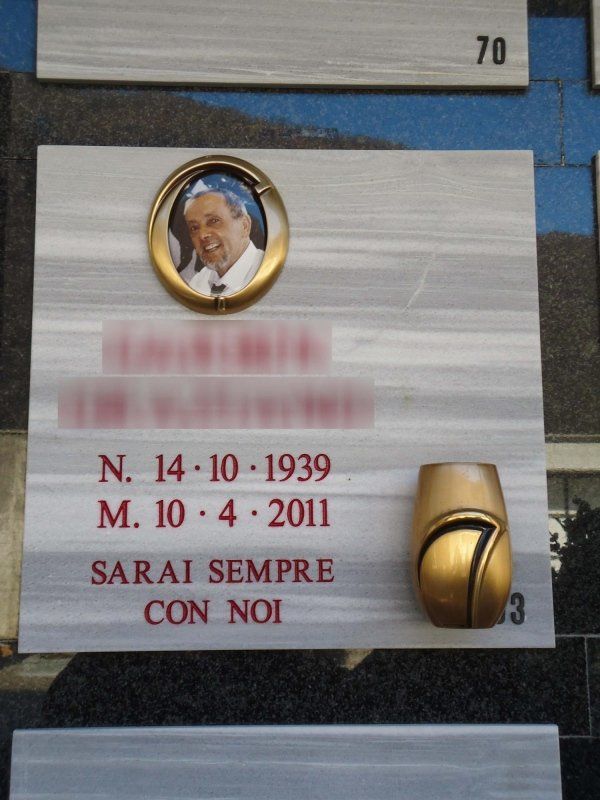 70
N. 14·10·1939
M. 10·4·2011
SARAI SEMPRE
CON NOI
3